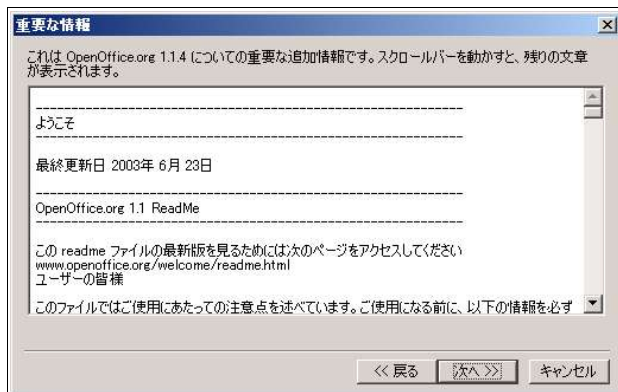 重要な情報
これは OpenOffice.org 1.1.4 についての重要な追加情報です。スクロールバーを動かすと、残りの文章
が表示されます。
------------------------------------------------------------------------
ようこそ
------------------------------------------------------------------------
最終更新日 2003年 6月 23日
------------------------------------------------------------------------
OpenOffice.org 1.1 ReadMe
------------------------------------------------------------------------
この readme ファイルの最新版を見るためには次のページをアクセスしてください
www.openoffice.org/welcome/readme.html
ユーザーの皆様
このファイルではご使用にあたっての注意点を述べています。ご使用になる前に、以下の情報を必ず
<< 戻る
次へ >>
キャンセル